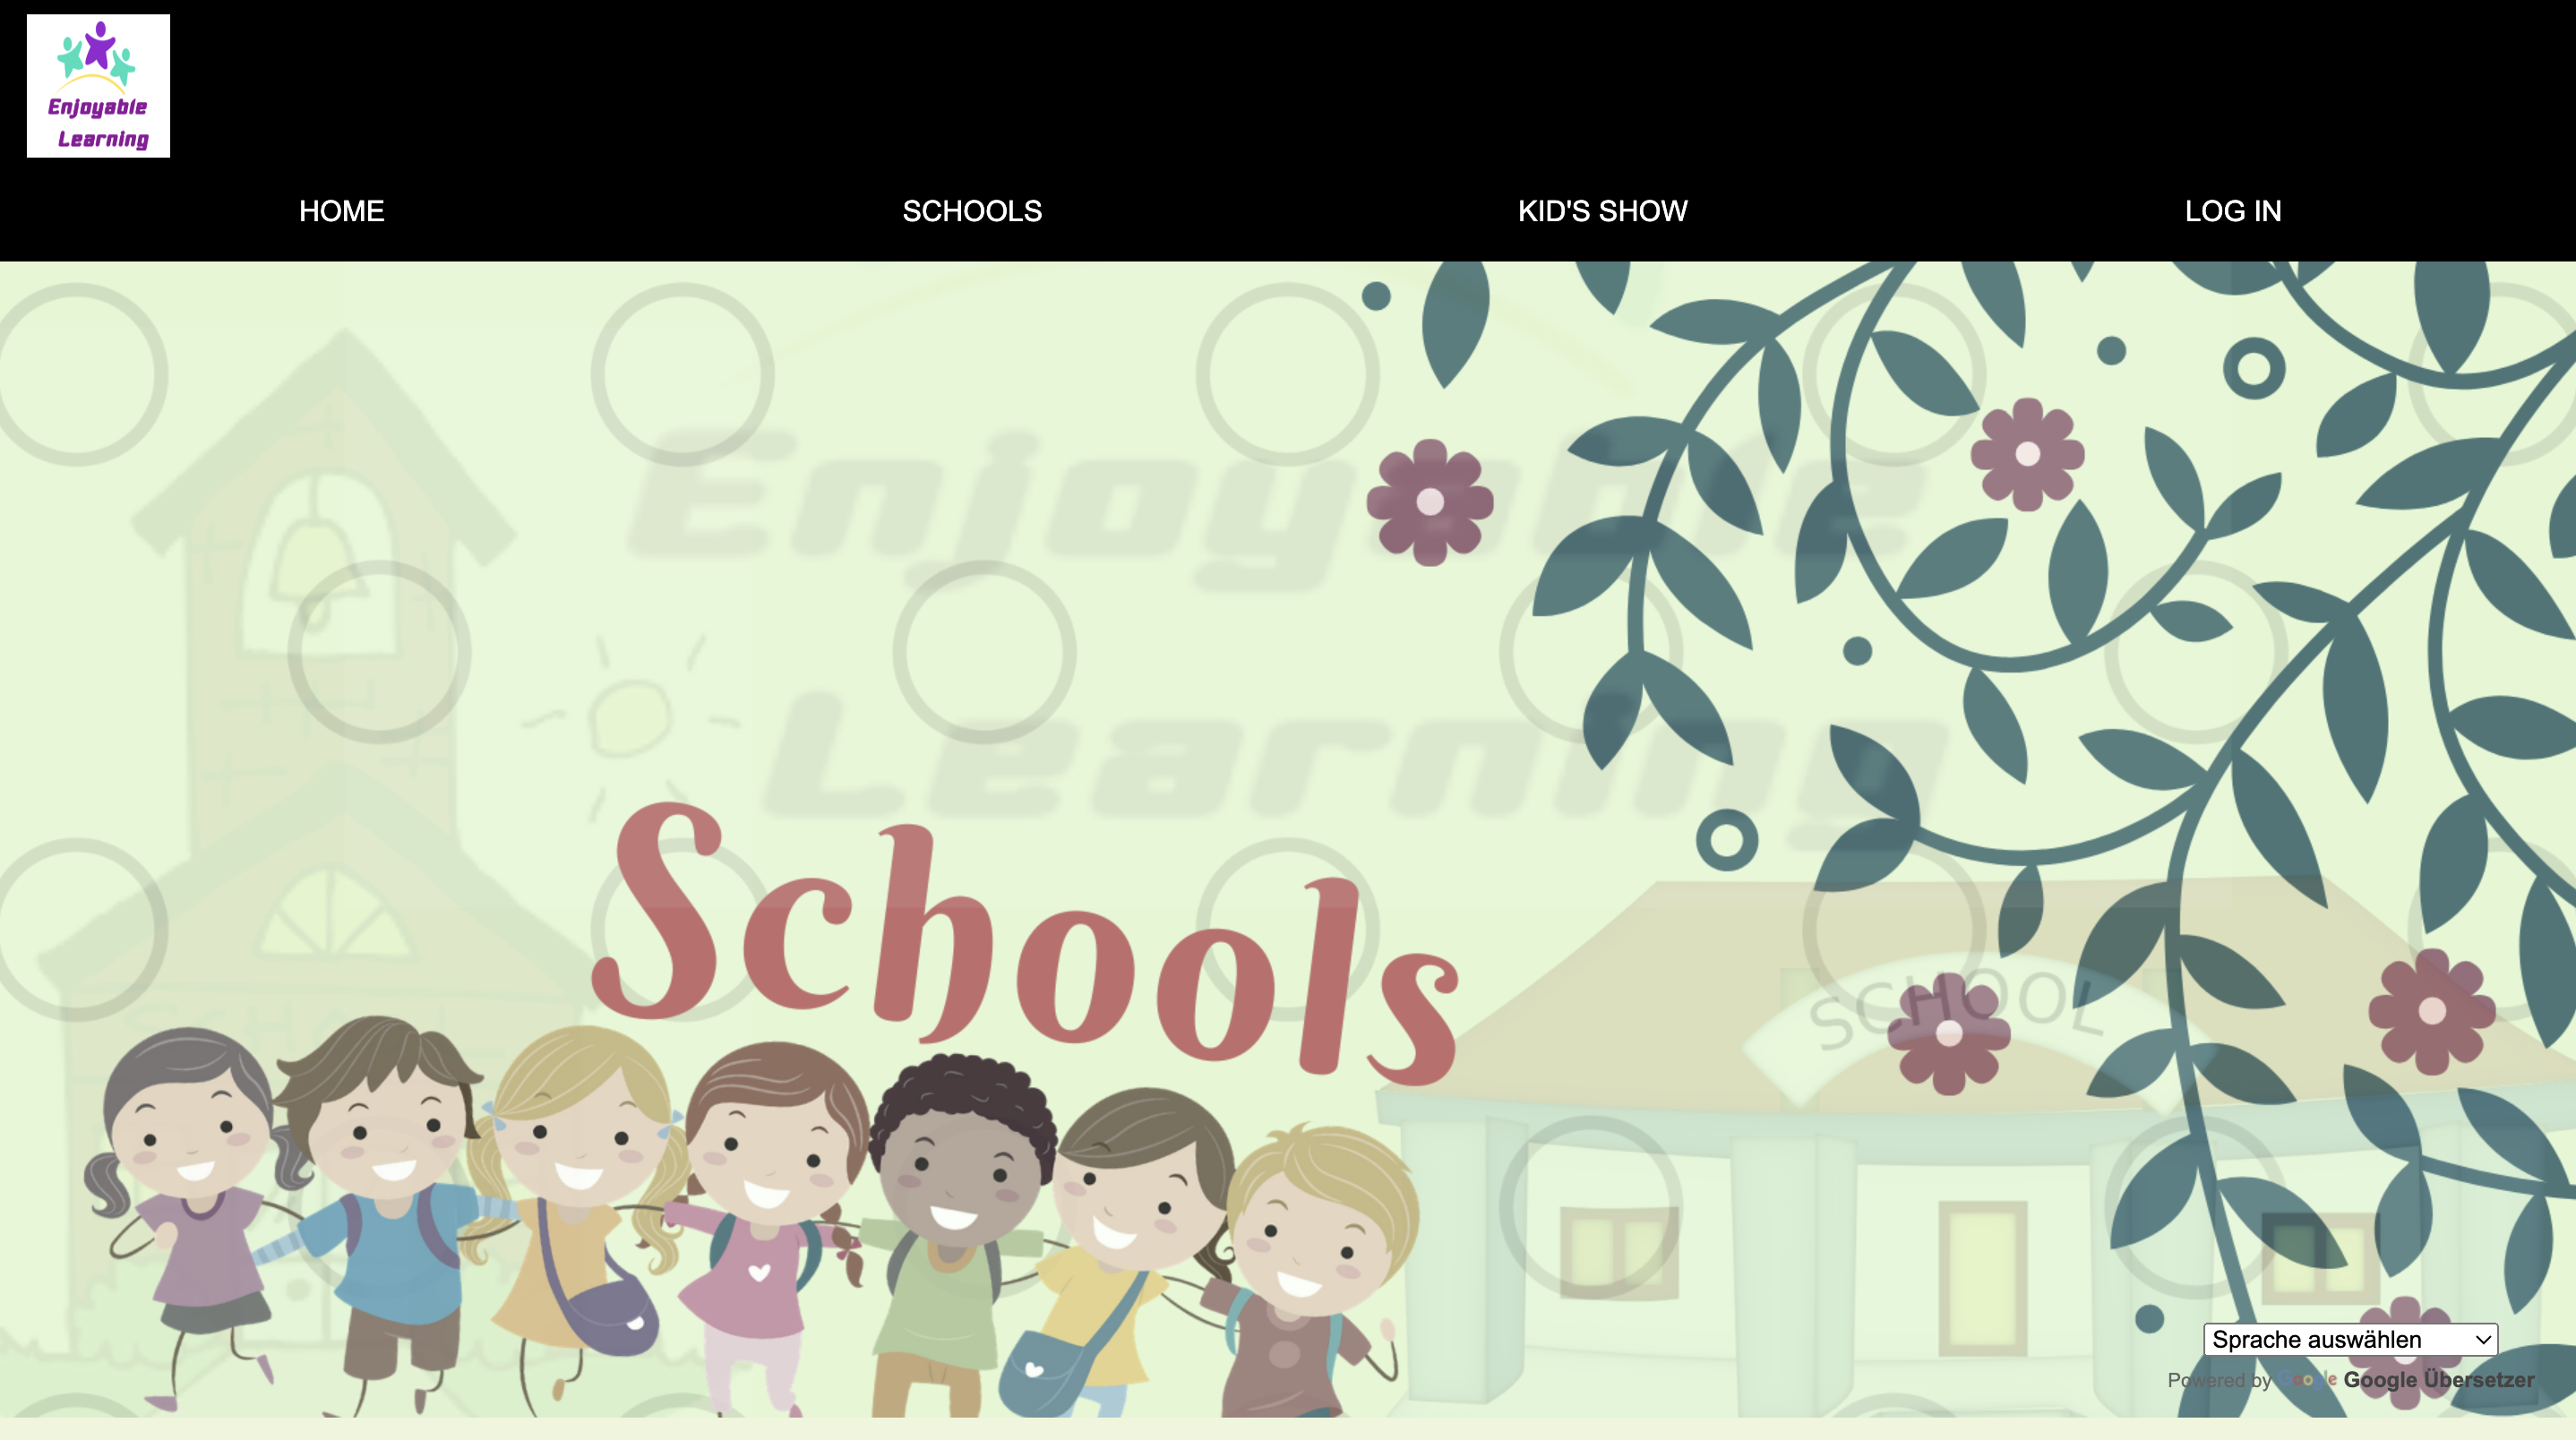 Enjoyable
Learning
HOME SCHOOLS KID'S SHOW LOG IN
Enjoyable
Learning
Schools
SCHOOL
Sprache auswählen
Powered by Google Google Übersetzer